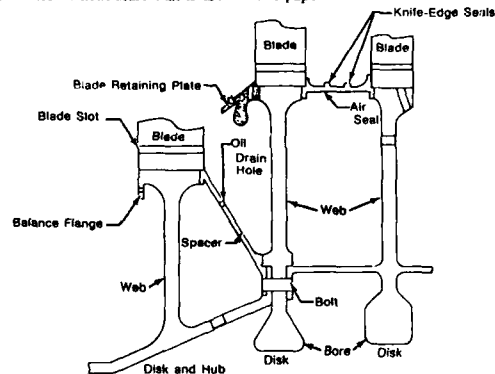 Knife-Edge Seals
Blade
Blade
Blade Retaining Plate
Air
Seal
Blade Slot
Blade
Oil
Drain
Hole
Web
Balance Flange
Spacer
Web
Bolt
Bore
Disk
Disk
Disk and Hub